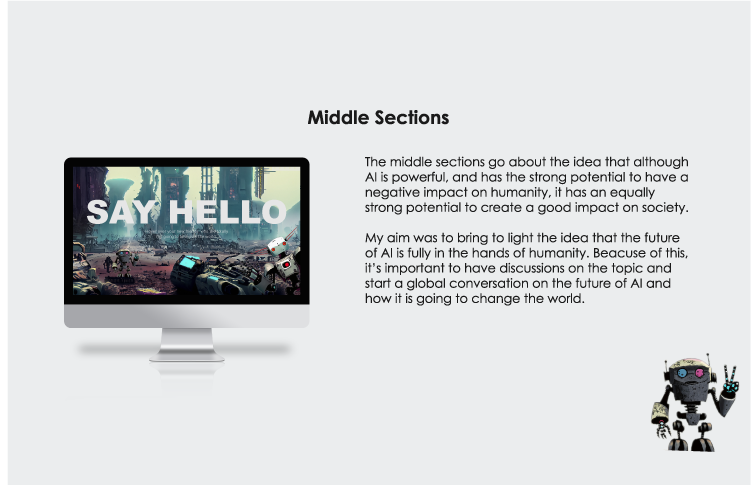 Middle Sections
SAY HELLO
The middle sections go about the idea that although
AI is powerful, and has the strong potential to have a
negative impact on humanity, it has an equally
strong potential to create a good impact on society.
My aim was to bring to light the idea that the future
of AI is fully in the hands of humanity. Beacuse of this,
it's important to have discussions on the topic and
start a global conversation on the future of AI and
how it is going to change the world.